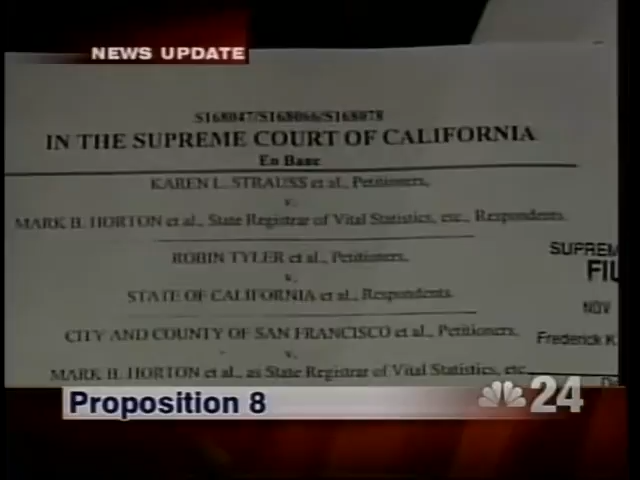 NEWS UPDATE
S168047/S168066/S168078
IN THE SUPREME COURT OF CALIFORNIA
En Banc
KAREN L. STRAUSS et al., Petitioners,
v.
MARK B. HORTON et al., State Registrar of Vital Statistics, etc., Respondents.
ROBIN TYLER et al., Petitioners,
v.
STATE OF CALIFORNIA et al., Respondents.
CITY AND COUNTY OF SAN FRANCISCO et al., Petitioners,
v.
MARK B. HORTON et al., as State Registrar of Vital Statistics, etc.
SUPREM
FIL
NOV
Frederick K
Proposition 8
24